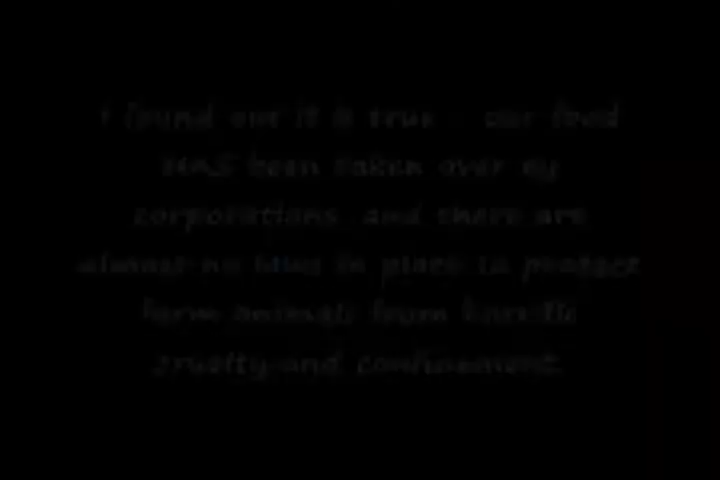 I found out it is true - our food
HAS been taken over by
corporations, and there are
almost no laws in place to protect
farm animals from horrific
cruelty and confinement.